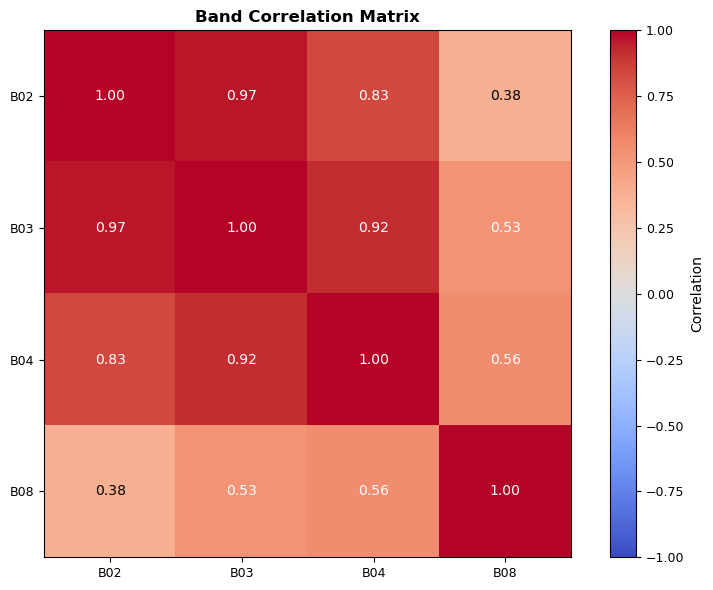 Band Correlation Matrix
B02
1.00 0.97 0.83 0.38
B03
0.97 1.00 0.92 0.53
B04
0.83 0.92 1.00 0.56
B08
0.38 0.53 0.56 1.00
B02 B03 B04 B08
1.00
0.75
0.50
0.25
0.00
−0.25
−0.50
−0.75
−1.00
Correlation